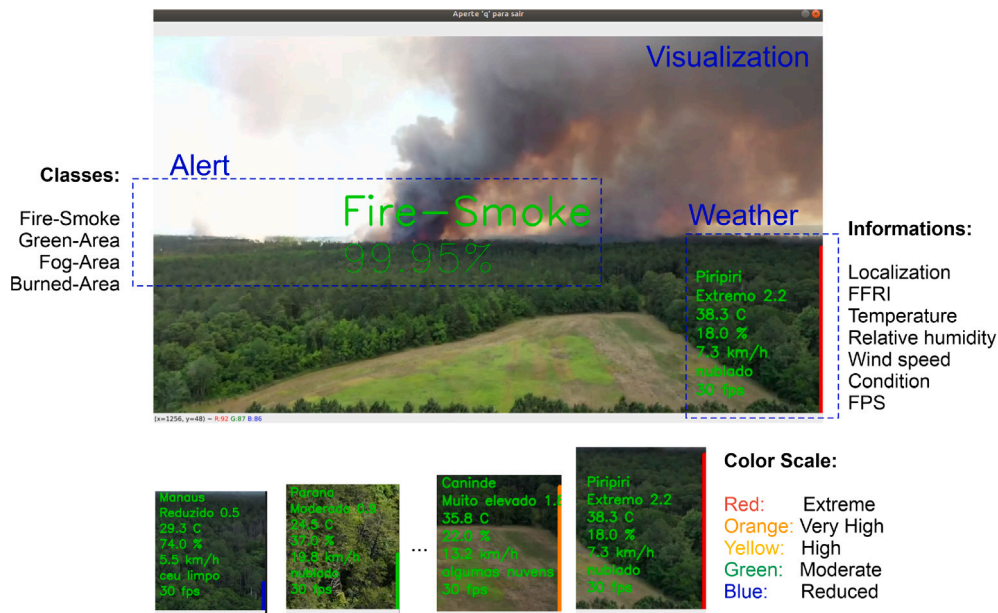 Aperte 'q' para sair
Visualization
Alert
Classes:
Fire-Smoke
Green-Area
Fog-Area
Burned-Area
Fire-Smoke
99.95%
Weather
Piripiri
Extremo 2.2
38.3 C
18.0 %
7.3 km/h
nublado
30 fps
Informations:
Localization
FFRI
Temperature
Relative humidity
Wind speed
Condition
FPS
(x=1256, y=48) ~ R:92 G:87 B:86
Manaus
Reduzido 0.5
29.3 C
74.0 %
5.5 km/h
ceu limpo
30 fps
Parana
Moderado 0.9
24.5 C
37.0 %
19.8 km/h
nublado
30 fps
...
Caninde
Muito elevado 1.
35.8 C
22.0 %
13.2 km/h
algumas nuvens
30 fps
Piripiri
Extremo 2.2
38.3 C
18.0 %
7.3 km/h
nublado
30 fps
Color Scale:
Red: Extreme
Orange: Very High
Yellow: High
Green: Moderate
Blue: Reduced